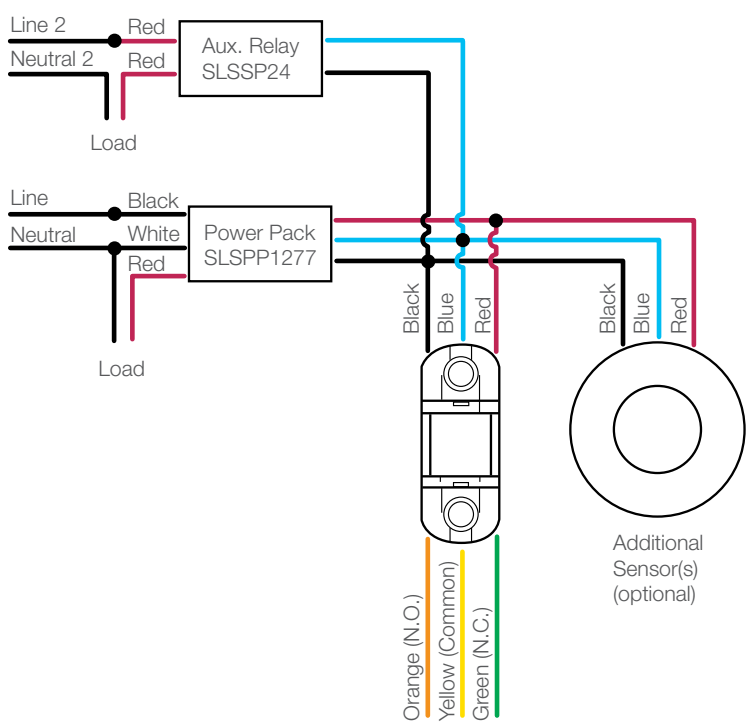 Line 2
Red
Neutral 2
Red
Aux. Relay
SLSSP24
Load
Line
Black
Neutral
White
Red
Power Pack
SLSPP1277
Load
Black
Blue
Red
Black
Blue
Red
Additional
Sensor(s)
(optional)
Orange (N.O.)
Yellow (Common)
Green (N.C.)